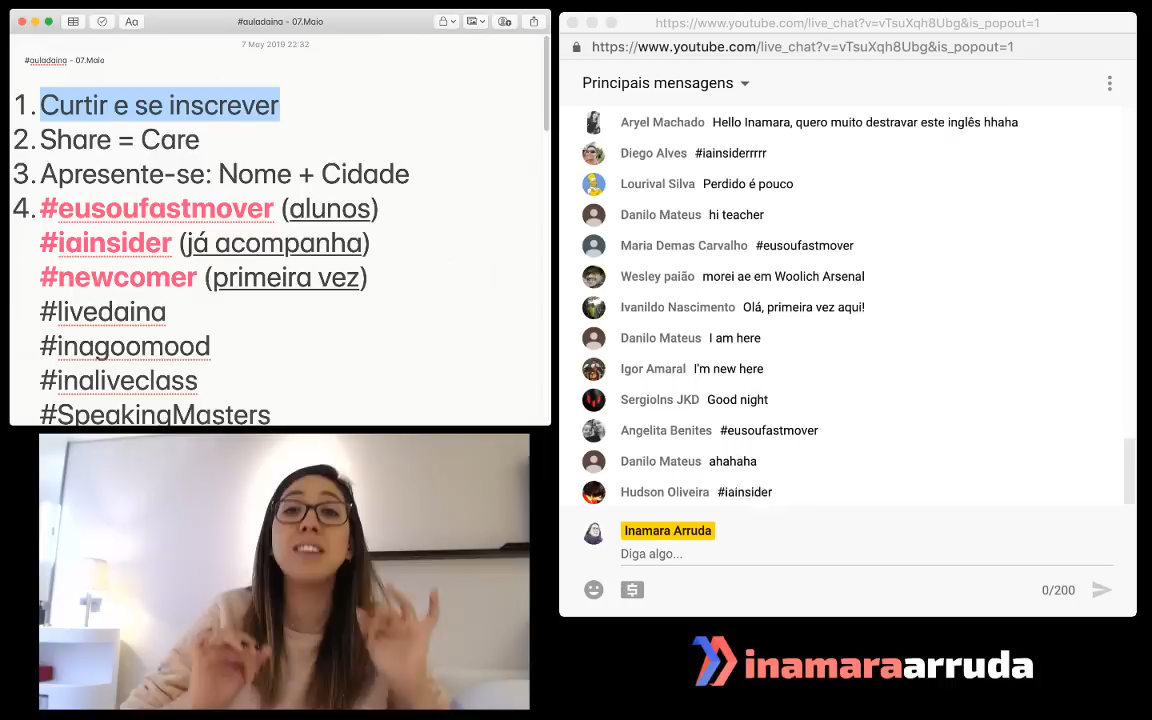 Aa
#auladaina - 07.Maio
7 May 2019 22:32
#auladaina - 07.Maio
1. Curtir e se inscrever
2. Share = Care
3. Apresente-se: Nome + Cidade
4. #eusoufastmover (alunos)
#iainsider (já acompanha)
#newcomer (primeira vez)
#livedaina
#inagoomood
#inaliveclass
#SpeakingMasters
https://www.youtube.com/live_chat?v=vTsuXqh8Ubg&is_popout=1
https://www.youtube.com/live_chat?v=vTsuXqh8Ubg&is_popout=1
Principais mensagens
Aryel Machado Hello Inamara, quero muito destravar este inglês hhaha
Diego Alves #iainsiderrrrr
Lourival Silva Perdido é pouco
Danilo Mateus hi teacher
Maria Demas Carvalho #eusoufastmover
Wesley paião morei ae em Woolich Arsenal
Ivanildo Nascimento Olá, primeira vez aqui!
Danilo Mateus I am here
Igor Amaral I'm new here
SergioIns JKD Good night
Angelita Benites #eusoufastmover
Danilo Mateus ahahaha
Hudson Oliveira #iainsider
Inamara Arruda
Diga algo...
0/200
inamaraarruda